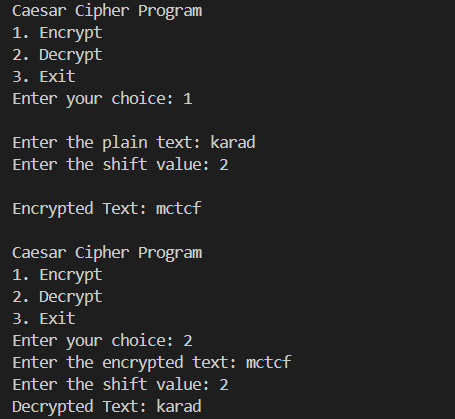 Caesar Cipher Program
1. Encrypt
2. Decrypt
3. Exit
Enter your choice: 1
Enter the plain text: karad
Enter the shift value: 2
Encrypted Text: mctcf
Caesar Cipher Program
1. Encrypt
2. Decrypt
3. Exit
Enter your choice: 2
Enter the encrypted text: mctcf
Enter the shift value: 2
Decrypted Text: karad